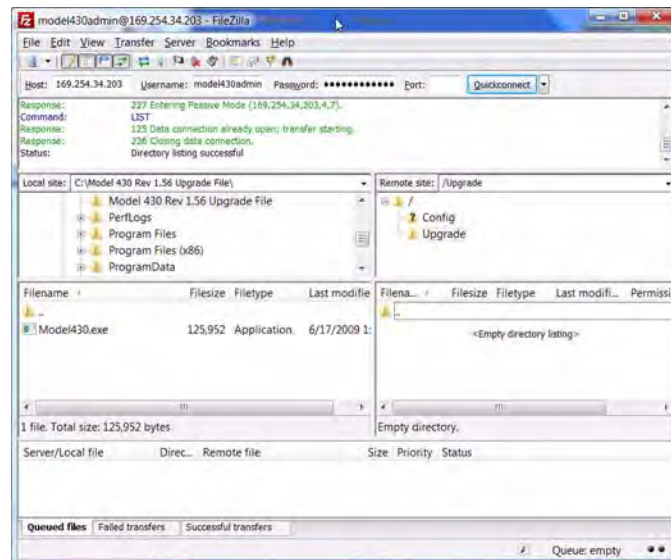 model430admin@169.254.34.203 - FileZilla
File Edit View Transfer Server Bookmarks Help
Host: 169.254.34.203 Username: model430admin Password: ●●●●●●●●●●●● Port: Quickconnect
Response: 227 Entering Passive Mode (169,254,34,203,4,7).
Command: LIST
Response: 125 Data connection already open; transfer starting.
Response: 226 Closing data connection.
Status: Directory listing successful
Local site: C:\Model 430 Rev 1.56 Upgrade File\
Model 430 Rev 1.56 Upgrade File
PerfLogs
Program Files
Program Files (x86)
ProgramData
Remote site: /Upgrade
/
? Config
Upgrade
Filename Filesize Filetype Last modifie
..
Model430.exe 125,952 Application 6/17/2009 1:
1 file. Total size: 125,952 bytes
Filena... Filesize Filetype Last modifi... Permissi
..
<Empty directory listing>
Empty directory.
Server/Local file Direc... Remote file Size Priority Status
Queued files Failed transfers Successful transfers
Queue: empty